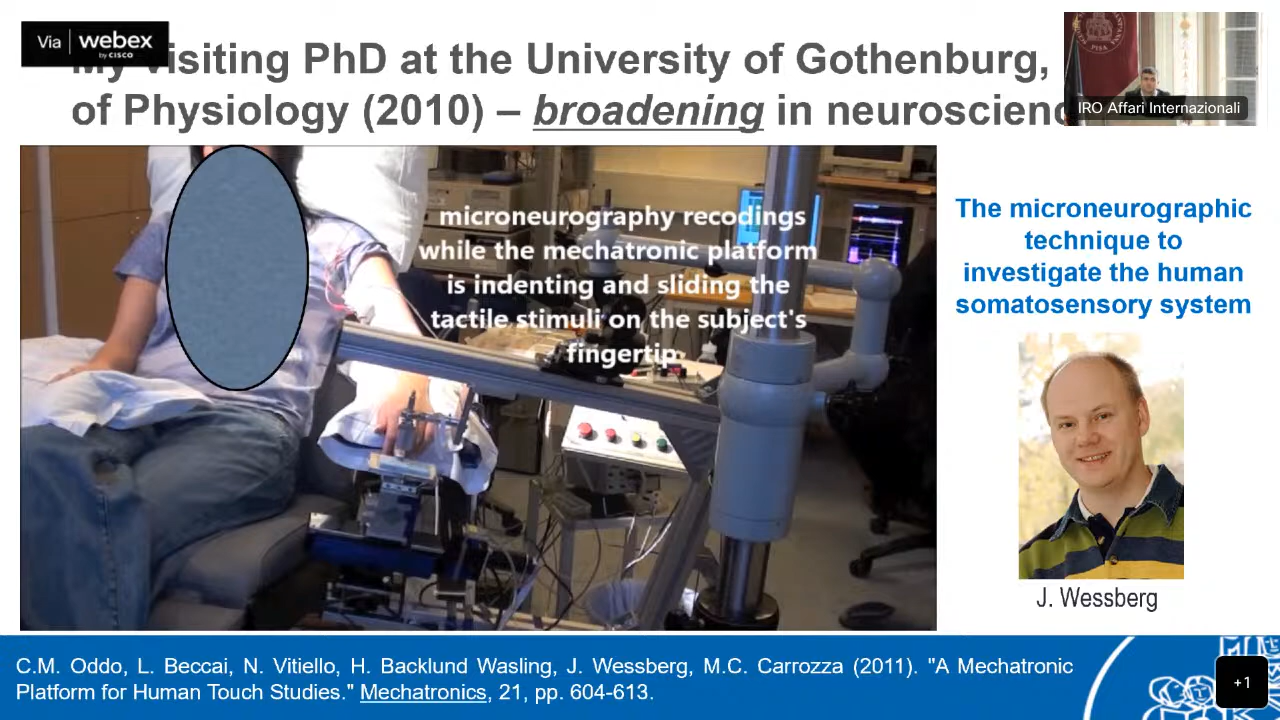 Via webex
by CISCO
visiting PhD at the University of Gothenburg,
of Physiology (2010) – broadening in neuroscienc
IRO Affari Internazionali
microneurography recodings
while the mechatronic platform
is indenting and sliding the
tactile stimuli on the subject's
fingertip
The microneurographic
technique to
investigate the human
somatosensory system
J. Wessberg
C.M. Oddo, L. Beccai, N. Vitiello, H. Backlund Wasling, J. Wessberg, M.C. Carrozza (2011). "A Mechatronic
Platform for Human Touch Studies." Mechatronics, 21, pp. 604-613.
+1